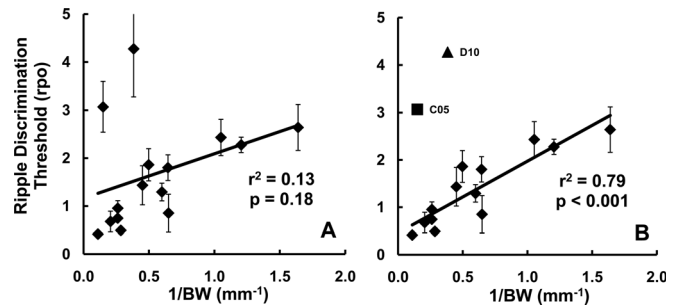 Ripple Discrimination
Threshold (rpo)
5
4
3
2
1
0
r² = 0.13
p = 0.18
A
0.0 0.5 1.0 1.5 2.0
1/BW (mm⁻¹)
5
4
3
2
1
0
D10
C05
r² = 0.79
p < 0.001
B
0.0 0.5 1.0 1.5 2.0
1/BW (mm⁻¹)